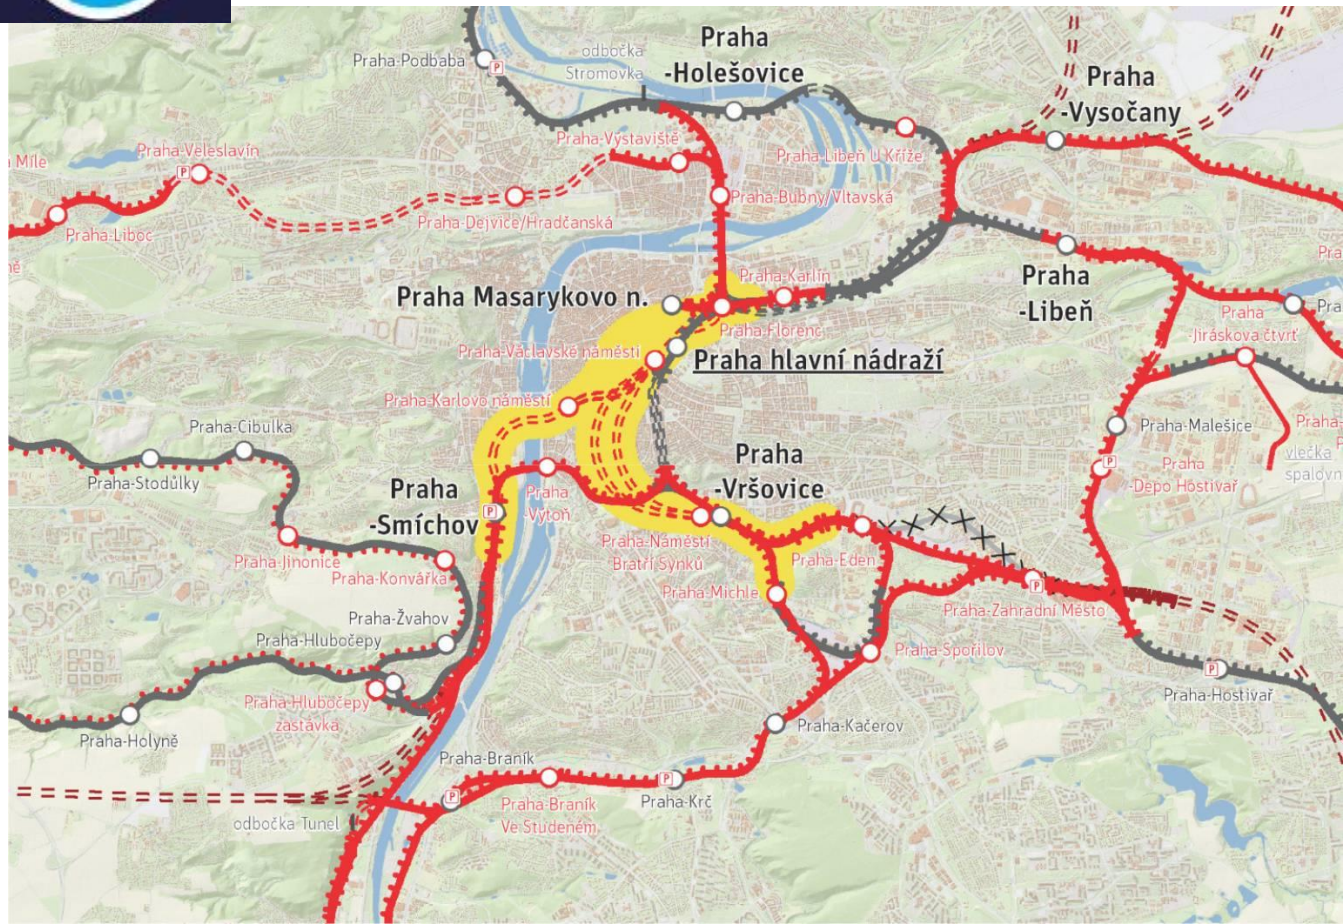 Praha
-Holešovice
odbočka
Stromovka
Praha-Podbaba
P
Praha
-Vysočany
Praha-Výstaviště
Praha-Libeň U Kříže
Praha-Veleslavín
P
Míle
Praha-Bubny/Vltavská
Praha-Dejvice/Hradčanská
Praha-Liboc
Praha-Karlín
Praha
-Libeň
Praha Masarykovo n.
Praha-Florenc
Praha
-Jiráskova čtvrť
Praha-Václavské náměstí
Praha hlavní nádraží
Praha-Karlovo náměstí
Praha-Cibulka
Praha-Malešice
Praha-Stodůlky
Praha
-Vršovice
P
Praha
-Depo Hostivař
vlečka
Praha
-Smíchov
P
Praha
-Výtoň
Praha-Náměstí
Bratří Synků
Praha-Eden
Praha-Jinonice
Praha-Konvářka
Praha-Michle
P
Praha-Zahradní Město
Praha-Žvahov
Praha-Hlubočepy
Praha-Spořilov
P
Praha-Hostivař
Praha-Hlubočepy
zastávka
Praha-Holyně
Praha-Kačerov
Praha-Braník
P
P
Praha-Braník
Ve Studeném
Praha-Krč
odbočka Tunel